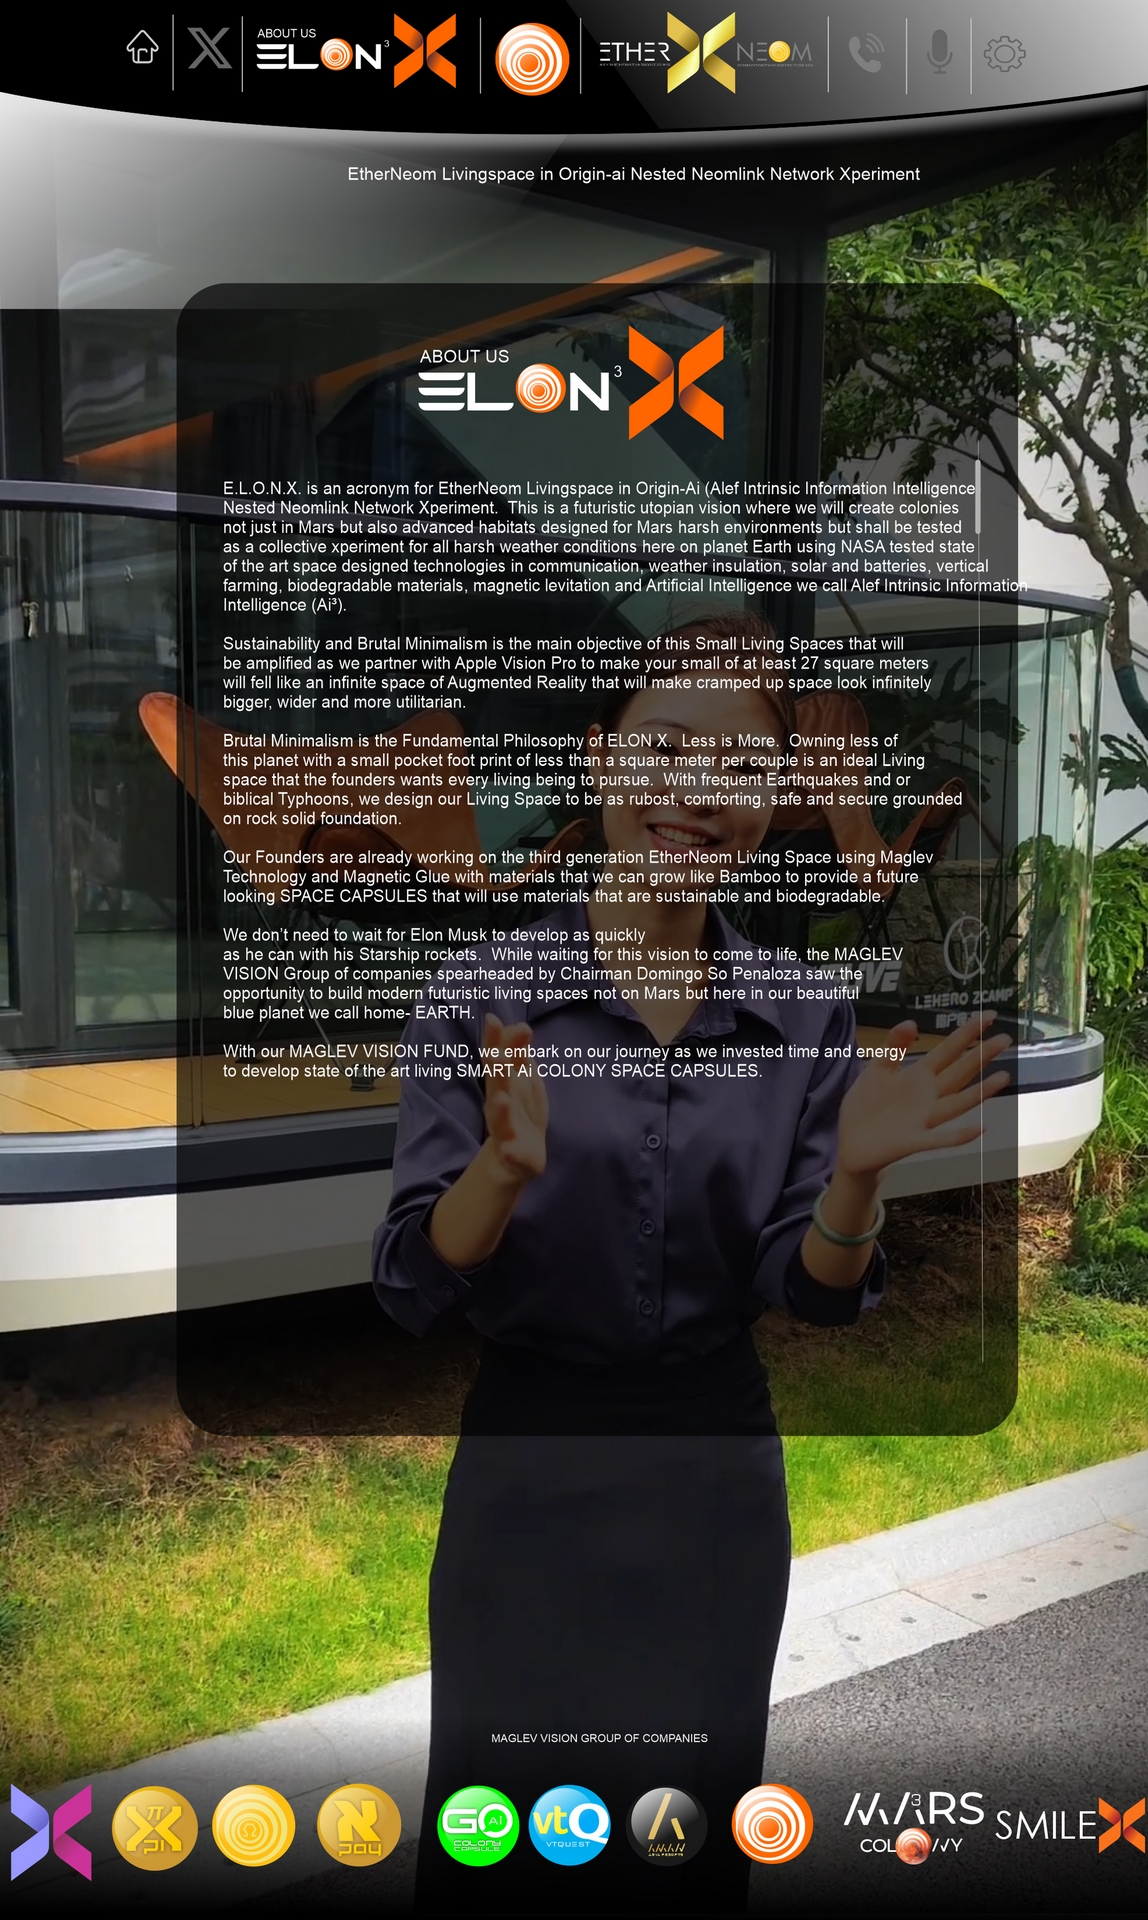 ABOUT US
ELON3X
ETHER X NEOM
EtherNeom Livingspace in Origin-ai Nested Neomlink Network Xperiment
ABOUT US
ELON3X
E.L.O.N.X. is an acronym for EtherNeom Livingspace in Origin-Ai (Alef Intrinsic Information Intelligence
Nested Neomlink Network Xperiment.  This is a futuristic utopian vision where we will create colonies
not just in Mars but also advanced habitats designed for Mars harsh environments but shall be tested
as a collective xperiment for all harsh weather conditions here on planet Earth using NASA tested state
of the art space designed technologies in communication, weather insulation, solar and batteries, vertical
farming, biodegradable materials, magnetic levitation and Artificial Intelligence we call Alef Intrinsic Information
Intelligence (Ai³).
Sustainability and Brutal Minimalism is the main objective of this Small Living Spaces that will
be amplified as we partner with Apple Vision Pro to make your small of at least 27 square meters
will fell like an infinite space of Augmented Reality that will make cramped up space look infinitely
bigger, wider and more utilitarian.
Brutal Minimalism is the Fundamental Philosophy of ELON X.  Less is More.  Owning less of
this planet with a small pocket foot print of less than a square meter per couple is an ideal Living
space that the founders wants every living being to pursue.  With frequent Earthquakes and or
biblical Typhoons, we design our Living Space to be as rubost, comforting, safe and secure grounded
on rock solid foundation.
Our Founders are already working on the third generation EtherNeom Living Space using Maglev
Technology and Magnetic Glue with materials that we can grow like Bamboo to provide a future
looking SPACE CAPSULES that will use materials that are sustainable and biodegradable.
We don't need to wait for Elon Musk to develop as quickly
as he can with his Starship rockets.  While waiting for this vision to come to life, the MAGLEV
VISION Group of companies spearheaded by Chairman Domingo So Penaloza saw the
opportunity to build modern futuristic living spaces not on Mars but here in our beautiful
blue planet we call home- EARTH.
With our MAGLEV VISION FUND, we embark on our journey as we invested time and energy
to develop state of the art living SMART Ai COLONY SPACE CAPSULES.
LEHERO ZCAMP
MAGLEV VISION GROUP OF COMPANIES
π
PI
Ω
pay
GO AI
COLONY
CAPSULE
vtQ
VTQUEST
AMAN
MA3RS
COLONY
SMILEX